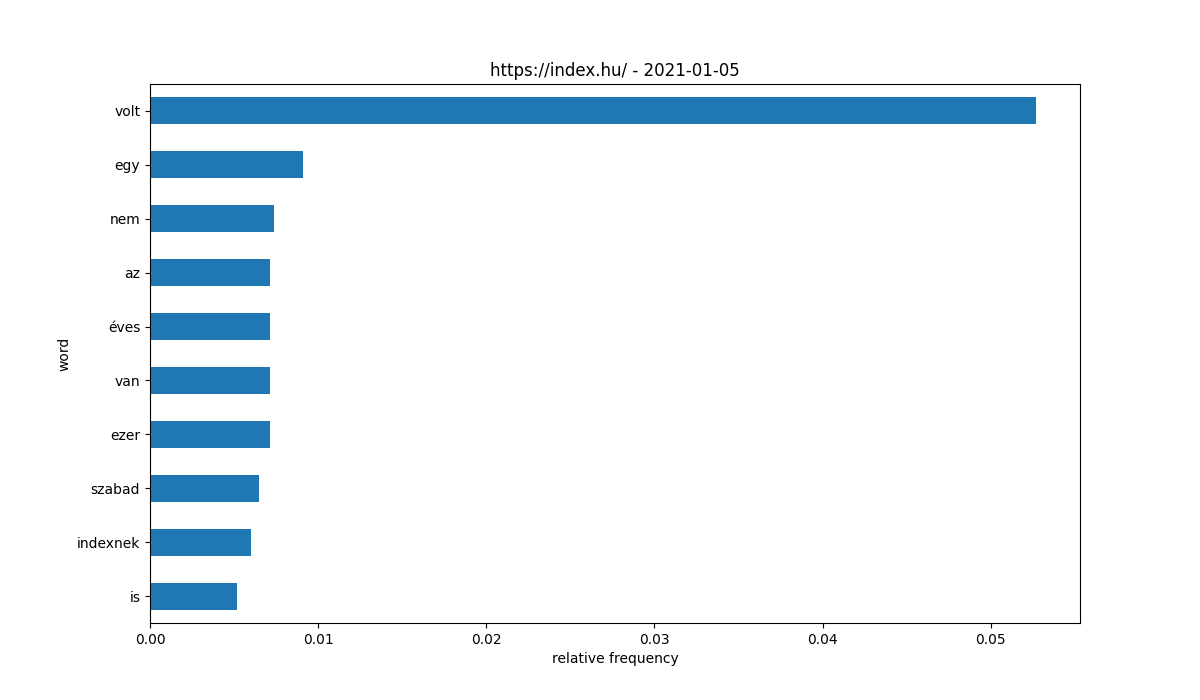 https://index.hu/ - 2021-01-05
volt
egy
nem
az
éves
van
ezer
szabad
indexnek
is
word
0.00 0.01 0.02 0.03 0.04 0.05
relative frequency